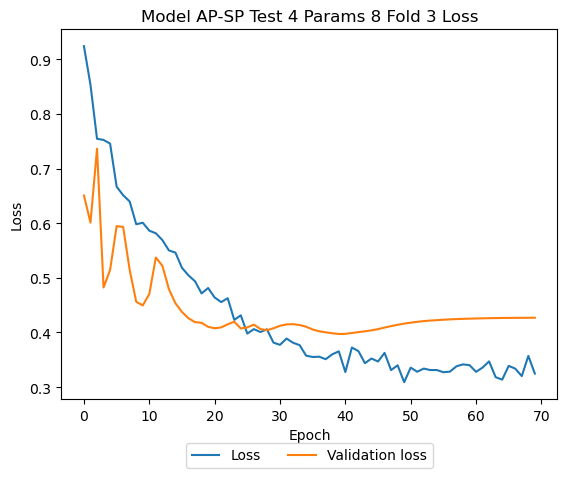 Model AP-SP Test 4 Params 8 Fold 3 Loss
Loss
0.9
0.8
0.7
0.6
0.5
0.4
0.3
0 10 20 30 40 50 60 70
Epoch
Loss Validation loss